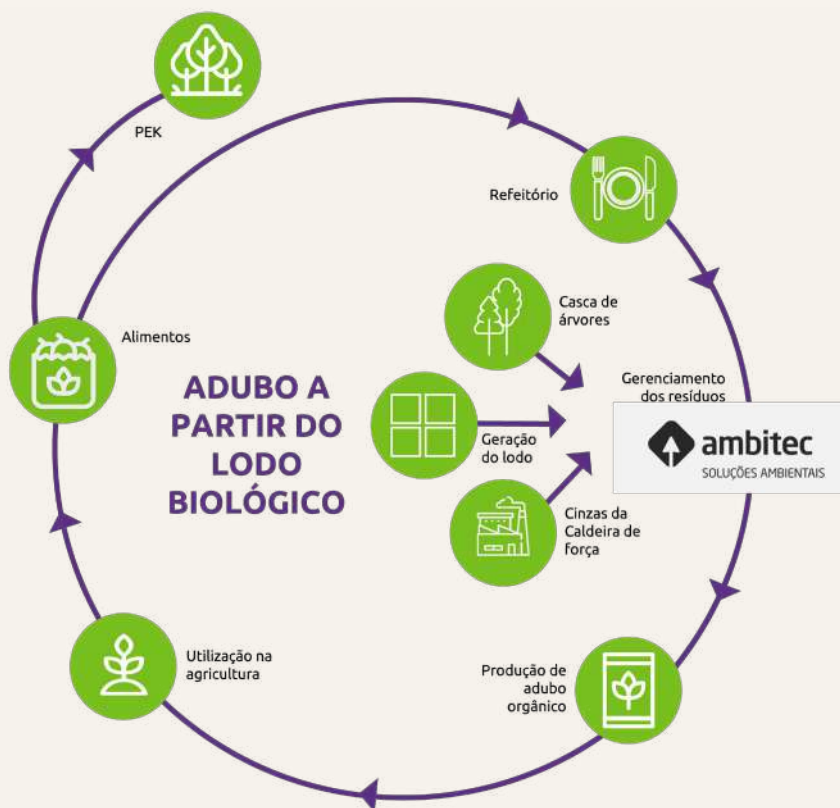 PEK
Refeitório
Casca de
árvores
Alimentos
Gerenciamento
dos resíduos
ADUBO A
PARTIR DO
LODO
BIOLÓGICO
ambitec
SOLUÇÕES AMBIENTAIS
Geração
do lodo
Cinzas da
Caldeira de
força
Utilização na
agricultura
Produção de
adubo
orgânico